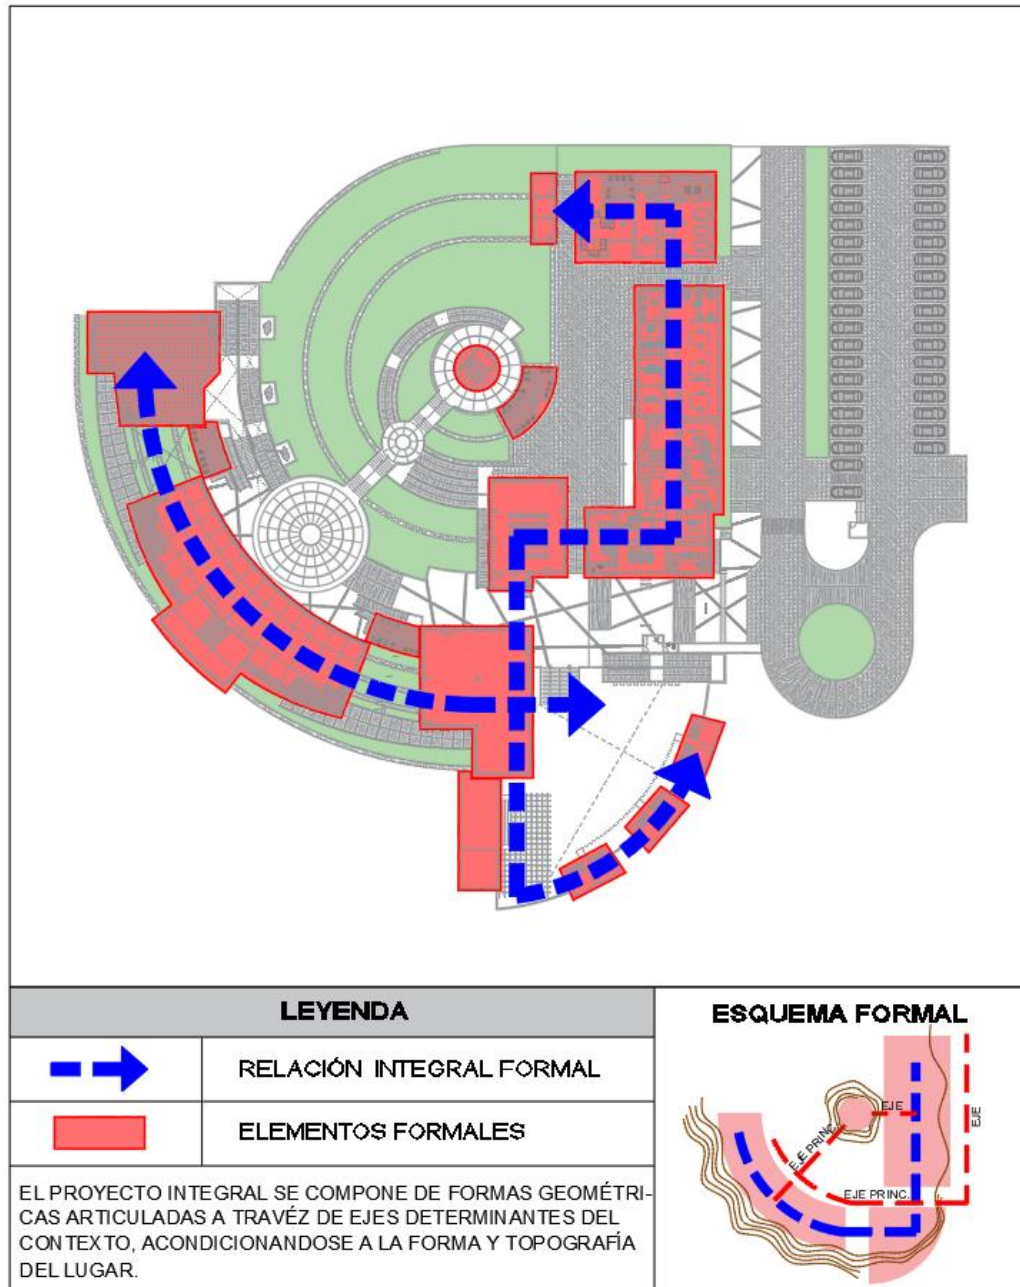 LEYENDA
RELACIÓN INTEGRAL FORMAL
ELEMENTOS FORMALES
EL PROYECTO INTEGRAL SE COMPONE DE FORMAS GEOMÉTRI-
CAS ARTICULADAS A TRAVÉZ DE EJES DETERMINANTES DEL
CONTEXTO, ACONDICIONANDOSE A LA FORMA Y TOPOGRAFÍA
DEL LUGAR.
ESQUEMA FORMAL
EJE
EJE
EJE PRINC.
EJE PRINC.